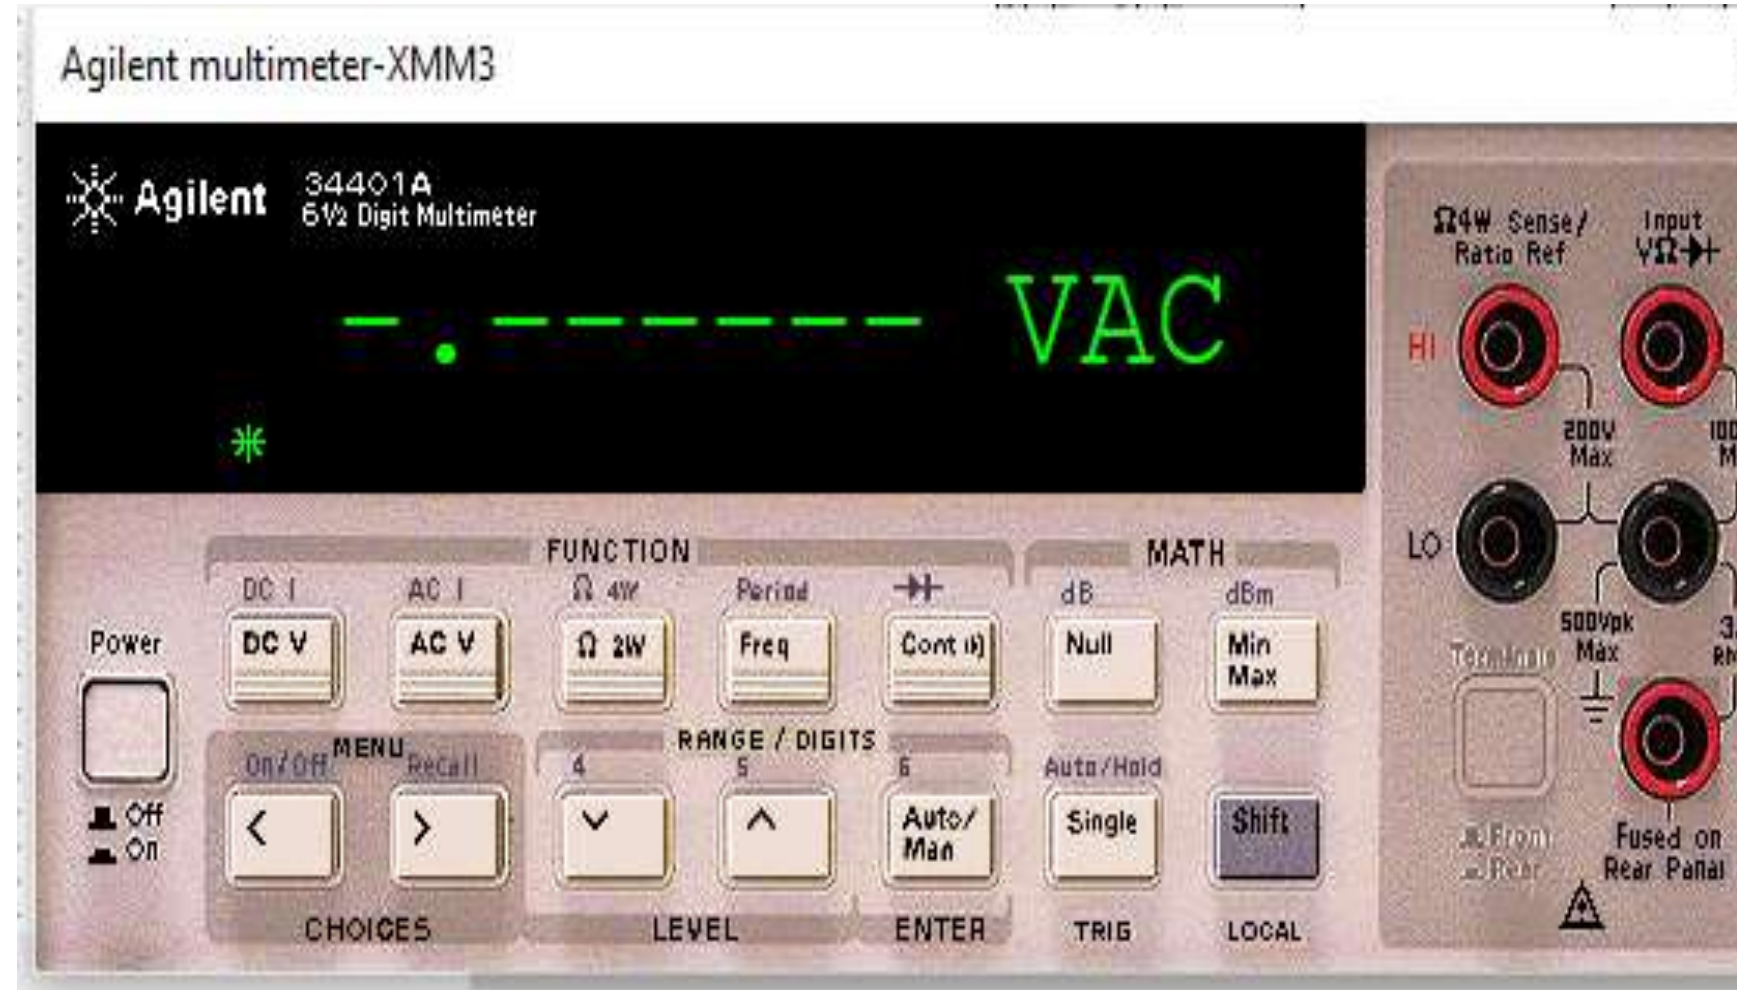 Agilent multimeter-XMM3
Agilent
34401A
6½ Digit Multimeter
-.------ VAC
Ω4W Sense/
Ratio Ref
Input
VΩ
HI
200V
Max
LO
500Vpk
Max
Fused on
Rear Panal
FUNCTION
MATH
DC I
AC I
Ω 4W
Period
dB
dBm
Power
DC V
AC V
Ω 2W
Freq
Cont
Null
Min
Max
MENU
RANGE / DIGITS
On/Off
Recall
4
5
6
Auto/Hold
Off
On
<
>
Auto/
Man
Single
Shift
CHOICES
LEVEL
ENTER
TRIG
LOCAL